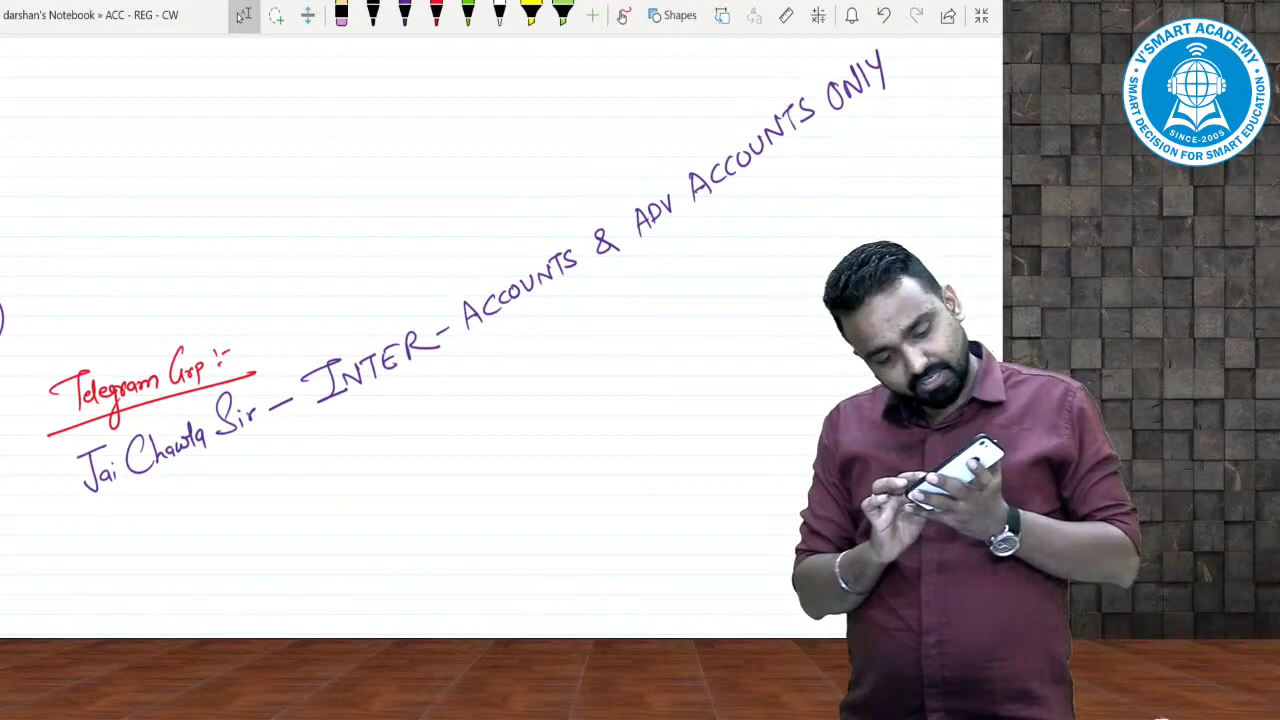 darshan's Notebook » ACC - REG - CW
Shapes
V'SMART ACADEMY
SMART DECISION FOR SMART EDUCATION
SINCE-2005
Telegram Grp :-
Jai Chawla Sir - INTER - ACCOUNTS & ADV ACCOUNTS ONLY